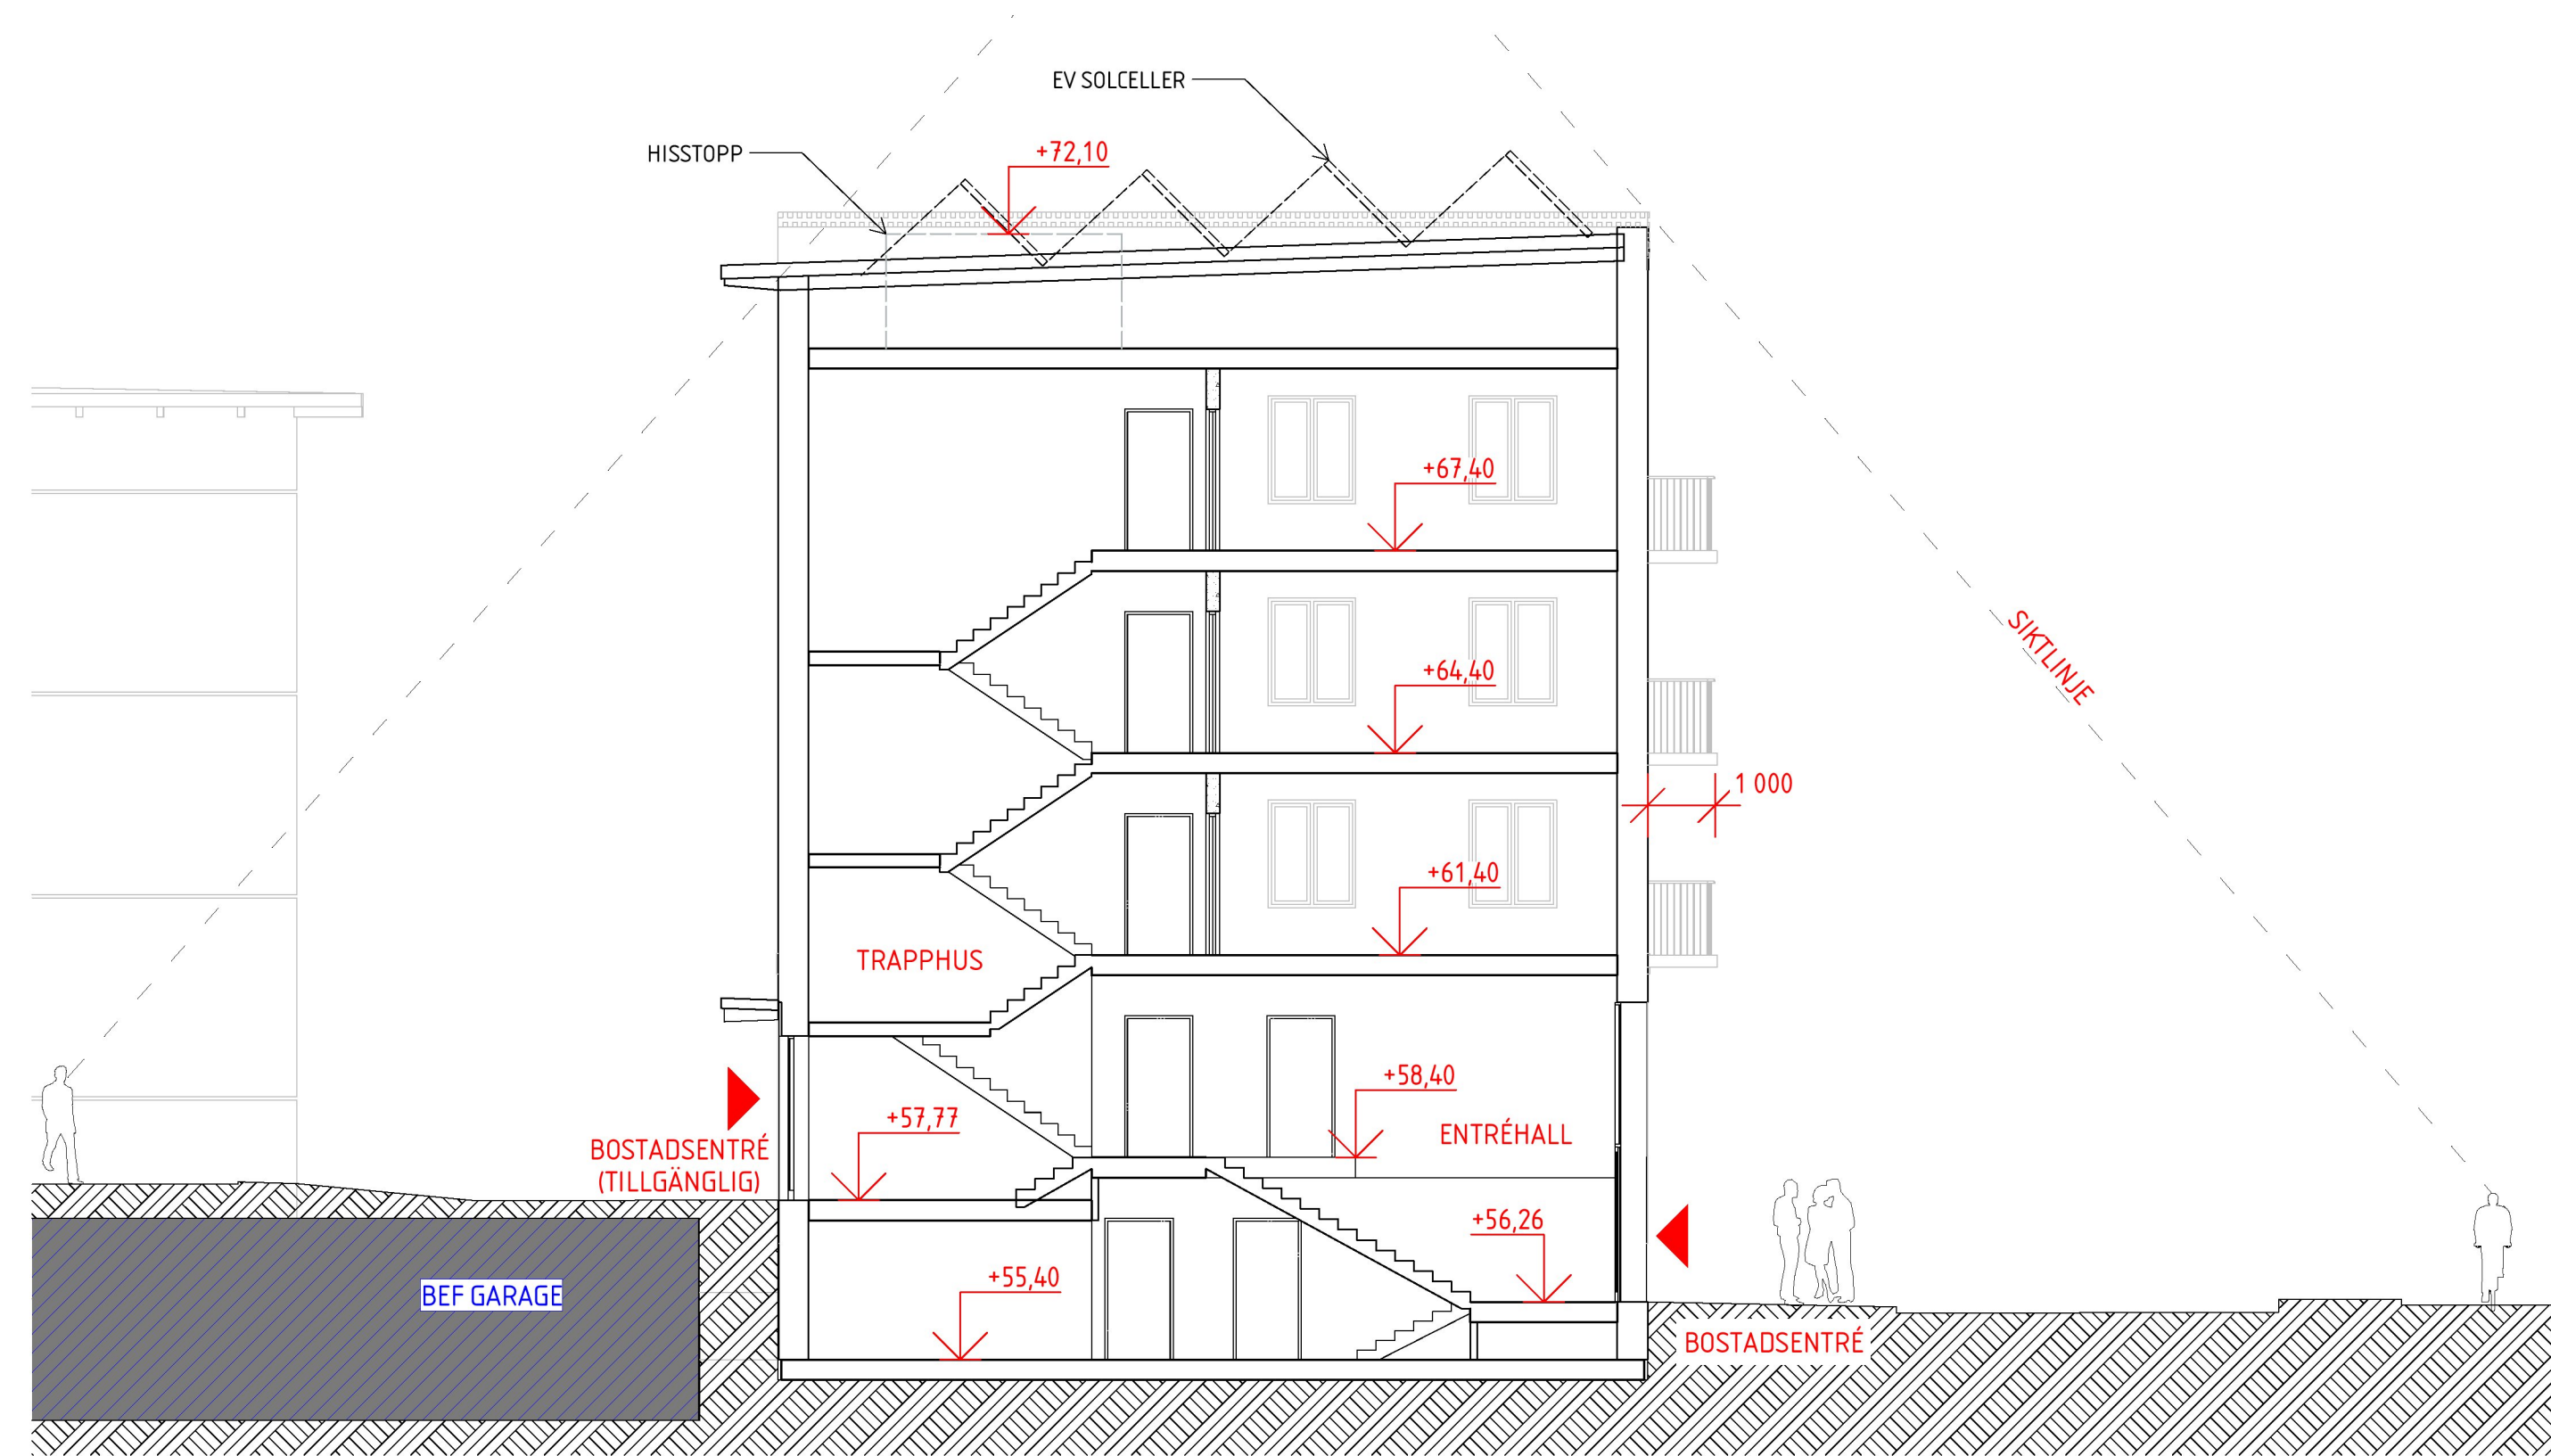 EV SOLCELLER
HISSTOPP
+72,10
+67,40
SIKTLINJE
+64,40
1 000
+61,40
TRAPPHUS
+58,40
+57,77
ENTRÉHALL
BOSTADSENTRÉ
(TILLGÄNGLIG)
+56,26
+55,40
BEF GARAGE
BOSTADSENTRÉ